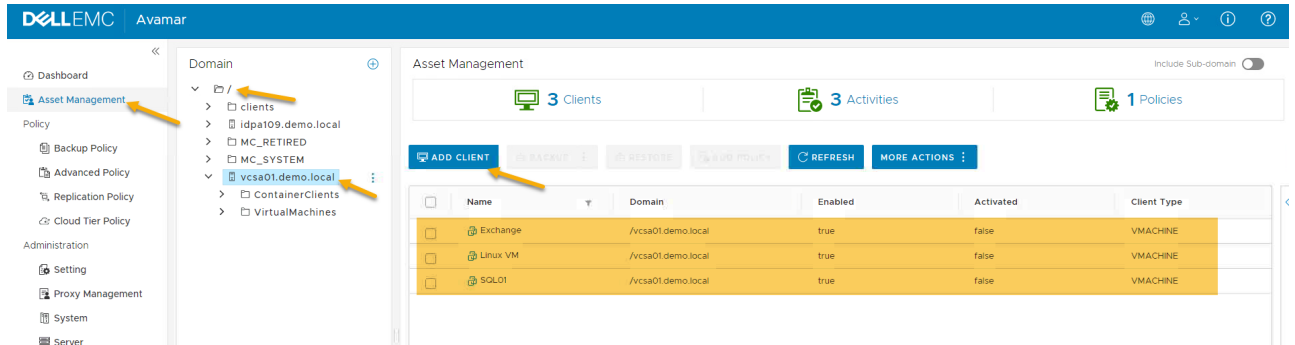 DELLEMC Avamar
Dashboard
Asset Management
Policy
Backup Policy
Advanced Policy
Replication Policy
Cloud Tier Policy
Administration
Setting
Proxy Management
System
Server
Domain
/
clients
idpa109.demo.local
MC_RETIRED
MC_SYSTEM
vcsa01.demo.local
ContainerClients
VirtualMachines
Asset Management
Include Sub-domain
3 Clients
3 Activities
1 Policies
ADD CLIENT BACKUP RESTORE REFRESH MORE ACTIONS
Name Domain Enabled Activated Client Type
Exchange /vcsa01.demo.local true false VMACHINE
Linux VM /vcsa01.demo.local true false VMACHINE
SQL01 /vcsa01.demo.local true false VMACHINE